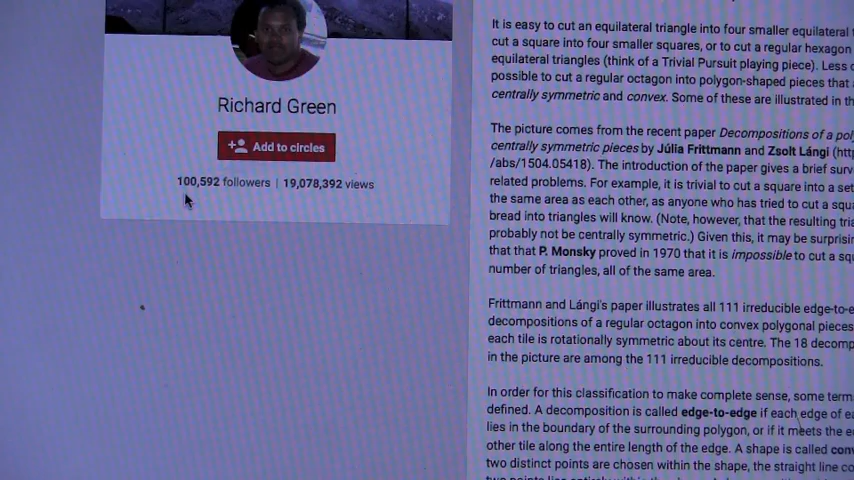 Richard Green
Add to circles
100,592 followers | 19,078,392 views
It is easy to cut an equilateral triangle into four smaller equilateral
cut a square into four smaller squares, or to cut a regular hexagon
equilateral triangles (think of a Trivial Pursuit playing piece). Less
possible to cut a regular octagon into polygon-shaped pieces that
centrally symmetric and convex. Some of these are illustrated in
The picture comes from the recent paper Decompositions of a
centrally symmetric pieces by Júlia Frittmann and Zsolt Lángi
/abs/1504.05418). The introduction of the paper gives a brief
related problems. For example, it is trivial to cut a square into a
the same area as each other, as anyone who has tried to cut a
bread into triangles will know. (Note, however, that the resulting
probably not be centrally symmetric.) Given this, it may be
that that P. Monsky proved in 1970 that it is impossible to cut a
number of triangles, all of the same area.
Frittmann and Lángi's paper illustrates all 111 irreducible
decompositions of a regular octagon into convex polygonal pieces
each tile is rotationally symmetric about its centre. The 18
in the picture are among the 111 irreducible decompositions.
In order for this classification to make complete sense, some
defined. A decomposition is called edge-to-edge if each edge of
lies in the boundary of the surrounding polygon, or if it meets the
other tile along the entire length of the edge. A shape is called
two distinct points are chosen within the shape, the straight line